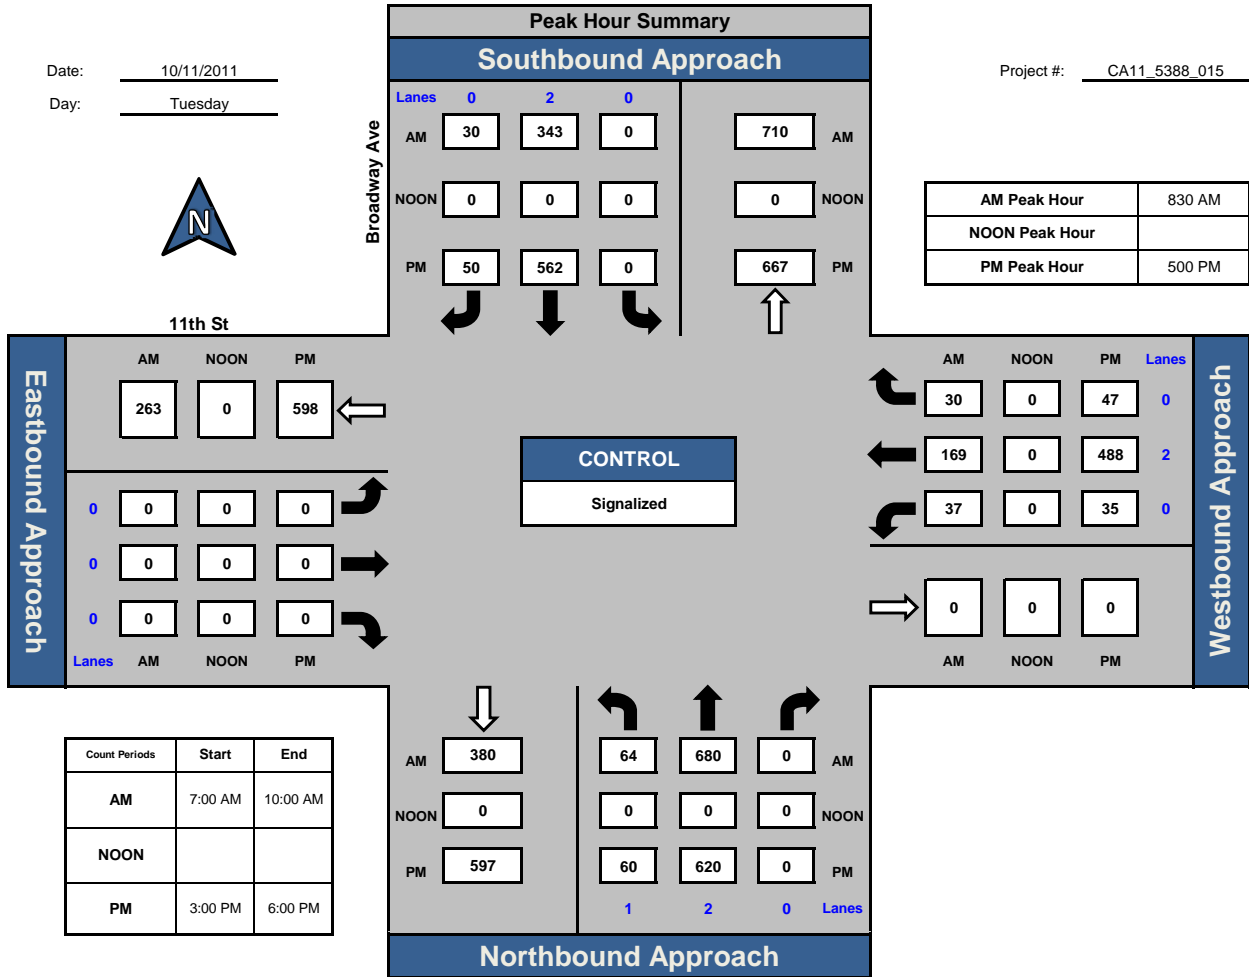 Peak Hour Summary
Southbound Approach
Date: 10/11/2011
Project #: CA11_5388_015
Day: Tuesday
Lanes 0 2 0
Broadway Ave
AM 30 343 0 710 AM
NOON 0 0 0 0 NOON
PM 50 562 0 667 PM
N
AM Peak Hour 830 AM
NOON Peak Hour
PM Peak Hour 500 PM
11th St
Eastbound Approach
AM NOON PM
263 0 598
0 0 0 0
0 0 0 0
0 0 0 0
Lanes AM NOON PM
CONTROL
Signalized
AM NOON PM Lanes
30 0 47 0
169 0 488 2
37 0 35 0
0 0 0
AM NOON PM
Westbound Approach
Count Periods Start End
AM 7:00 AM 10:00 AM
NOON
PM 3:00 PM 6:00 PM
AM 380 64 680 0 AM
NOON 0 0 0 0 NOON
PM 597 60 620 0 PM
1 2 0 Lanes
Northbound Approach